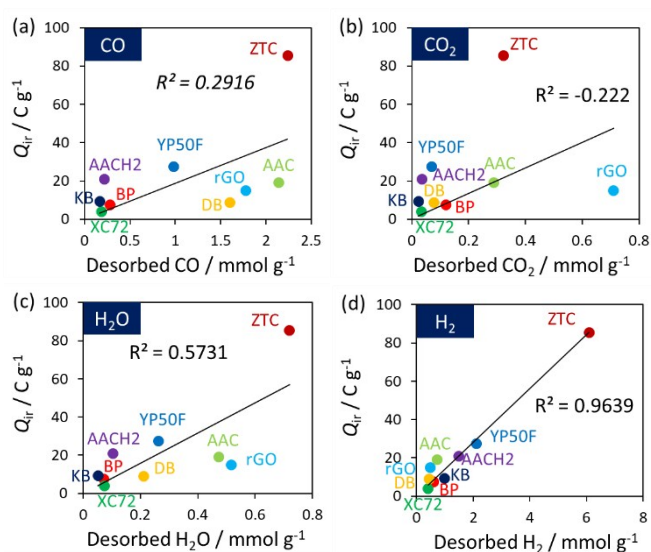 (a)
CO
R² = 0.2916
ZTC
YP50F
AACH2
AAC
rGO
KB
BP
DB
XC72
Qir / C g⁻¹
100
80
60
40
20
0
0 0.5 1 1.5 2 2.5
Desorbed CO / mmol g⁻¹
(b)
CO₂
ZTC
R² = -0.222
YP50F
AACH2
AAC
rGO
KB
DB
BP
XC72
Qir / C g⁻¹
100
80
60
40
20
0
0 0.2 0.4 0.6 0.8
Desorbed CO₂ / mmol g⁻¹
(c)
H₂O
ZTC
R² = 0.5731
YP50F
AACH2
AAC
KB
BP
DB
rGO
XC72
Qir / C g⁻¹
100
80
60
40
20
0
0 0.2 0.4 0.6 0.8
Desorbed H₂O / mmol g⁻¹
(d)
H₂
ZTC
R² = 0.9639
YP50F
AAC
AACH2
rGO
KB
DB
BP
XC72
Qir / C g⁻¹
100
80
60
40
20
0
0 2 4 6 8
Desorbed H₂ / mmol g⁻¹